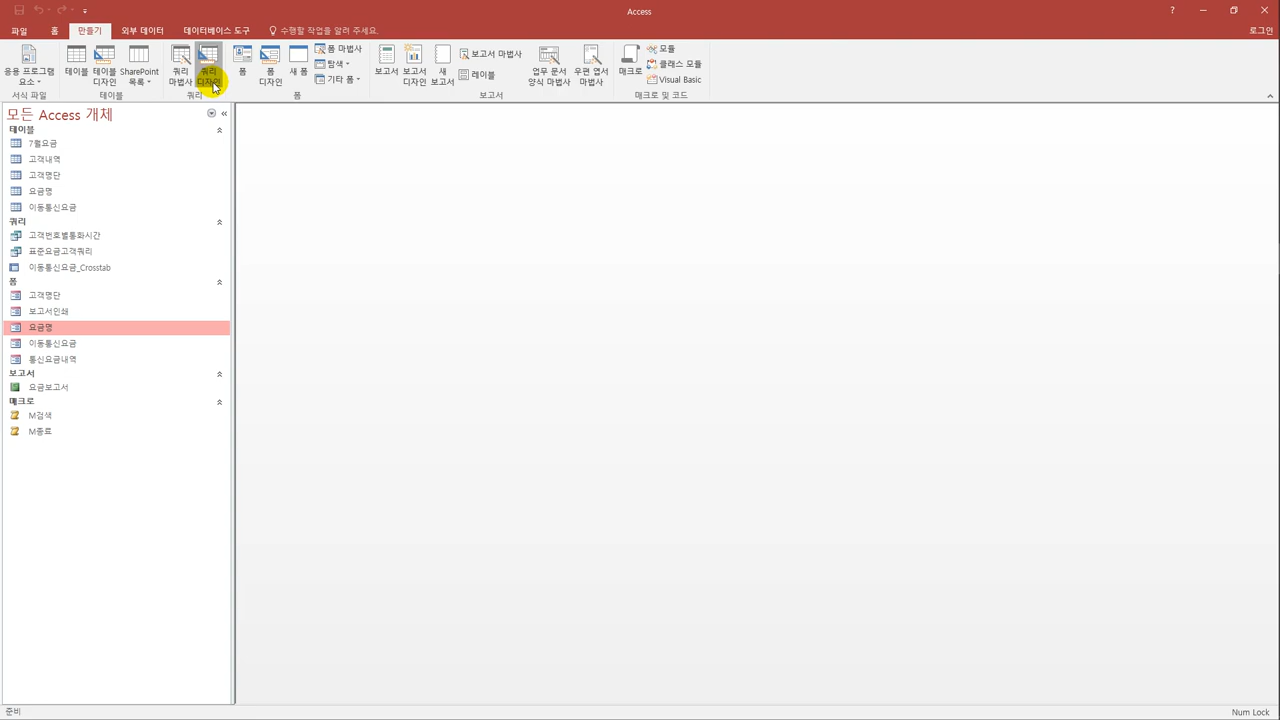 Access
파일
홈
만들기
외부 데이터
데이터베이스 도구
수행할 작업을 알려 주세요.
로그인
응용 프로그램
요소
테이블
테이블
디자인
SharePoint
목록
쿼리
마법사
쿼리
디자인
폼
폼
디자인
새 폼
폼 마법사
탐색
기타 폼
보고서
보고서
디자인
새
보고서
보고서 마법사
레이블
업무 문서
양식 마법사
우편 엽서
마법사
매크로
모듈
클래스 모듈
Visual Basic
서식 파일
테이블
쿼리
폼
보고서
매크로 및 코드
모든 Access 개체
테이블
7월요금
고객내역
고객명단
요금명
이동통신요금
쿼리
고객번호별통화시간
표준요금고객쿼리
이동통신요금_Crosstab
폼
고객명단
보고서인쇄
요금명
이동통신요금
통신요금내역
보고서
요금보고서
매크로
M검색
M종료
준비
Num Lock